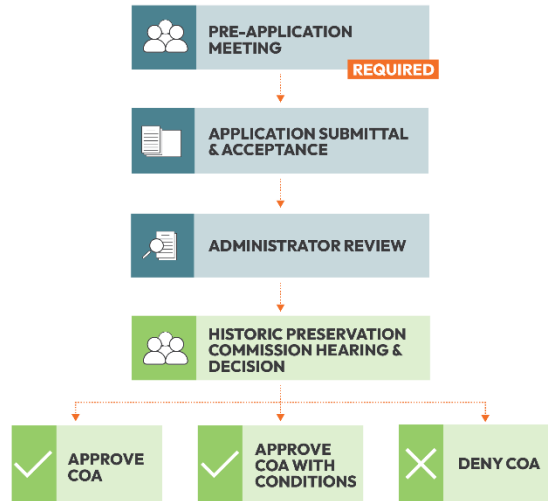 PRE-APPLICATION
MEETING
REQUIRED
APPLICATION SUBMITTAL
& ACCEPTANCE
ADMINISTRATOR REVIEW
HISTORIC PRESERVATION
COMMISSION HEARING &
DECISION
APPROVE
COA
APPROVE
COA WITH
CONDITIONS
DENY COA